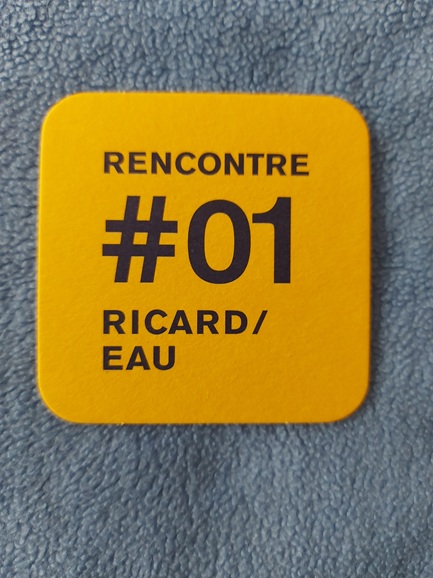 RENCONTRE
#01
RICARD/
EAU